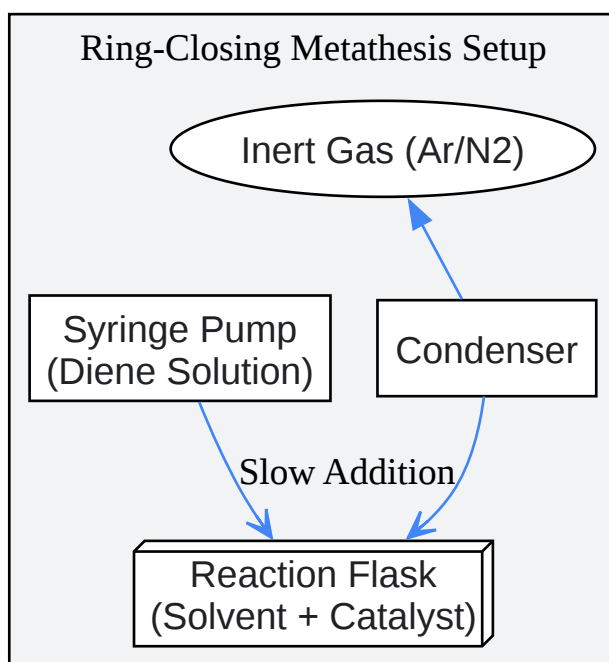 Ring-Closing Metathesis Setup
Inert Gas (Ar/N2)
Syringe Pump
(Diene Solution)
Condenser
Slow Addition
Reaction Flask
(Solvent + Catalyst)